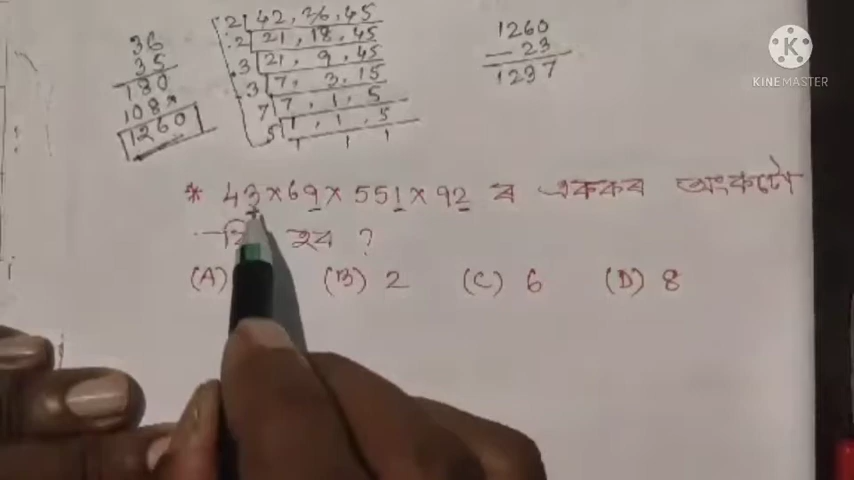 36
35
180
108×
1260
2 42, 36, 45
2 21, 18, 45
3 21, 9, 45
3 7, 3, 15
7 7, 1, 5
5 1, 1, 5
1 1 1
1260
- 23
1237
K
KINEMASTER
* 43×69×551×92 ৰ এককৰ অংকটো
হব ?
(A) (B) 2 (C) 6 (D) 8